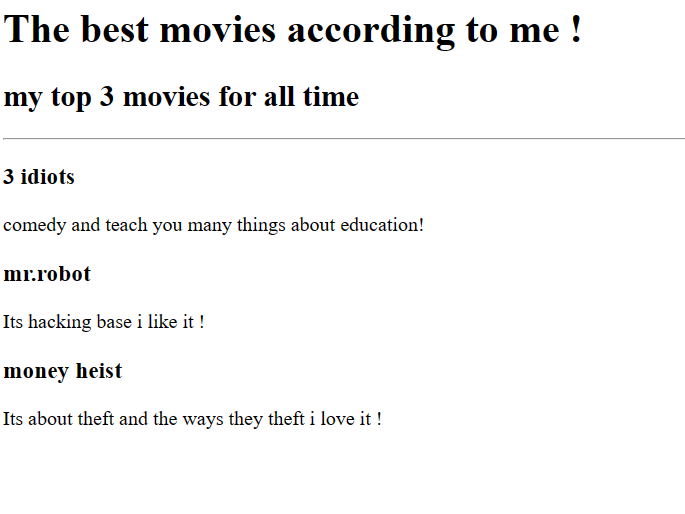 The best movies according to me !
my top 3 movies for all time
3 idiots
comedy and teach you many things about education!
mr.robot
Its hacking base i like it !
money heist
Its about theft and the ways they theft i love it !